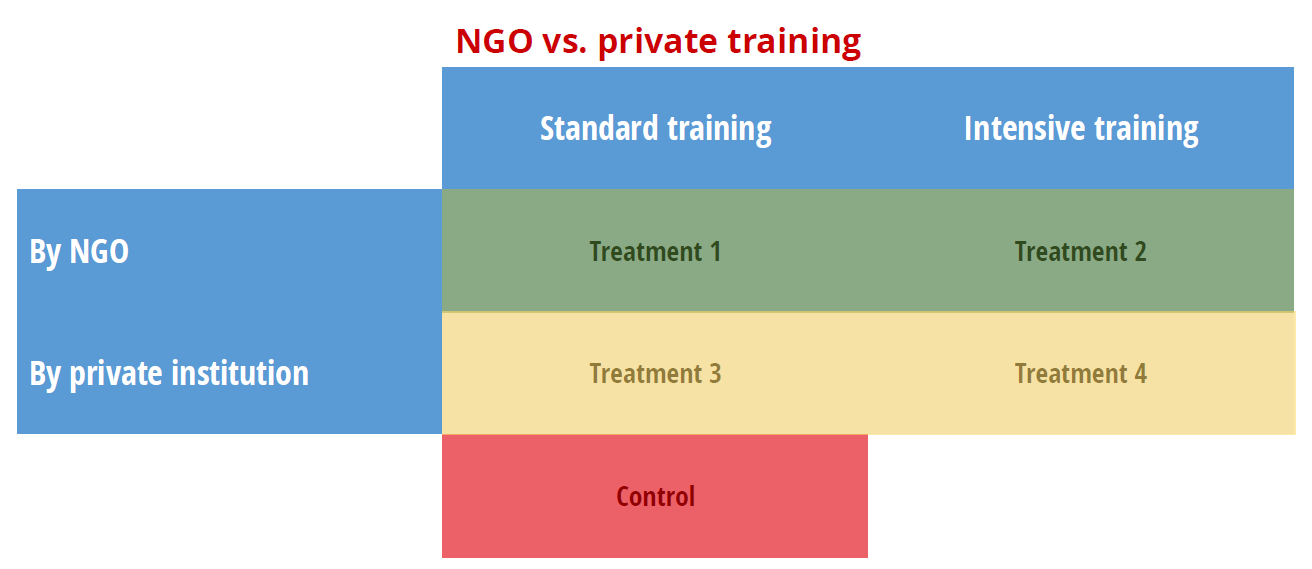 NGO vs. private training
Standard training Intensive training
By NGO Treatment 1 Treatment 2
By private institution Treatment 3 Treatment 4
Control